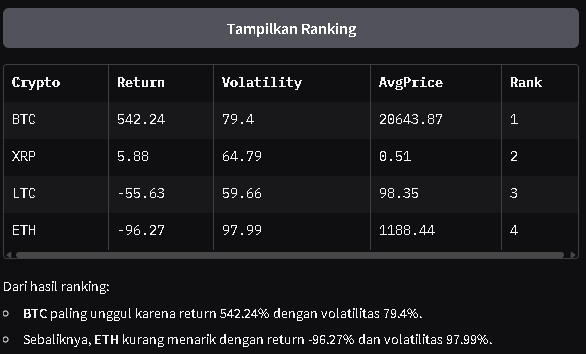 Tampilkan Ranking
Crypto Return Volatility AvgPrice Rank
BTC 542.24 79.4 20643.87 1
XRP 5.88 64.79 0.51 2
LTC -55.63 59.66 98.35 3
ETH -96.27 97.99 1188.44 4
Dari hasil ranking:
BTC paling unggul karena return 542.24% dengan volatilitas 79.4%.
Sebaliknya, ETH kurang menarik dengan return -96.27% dan volatilitas 97.99%.